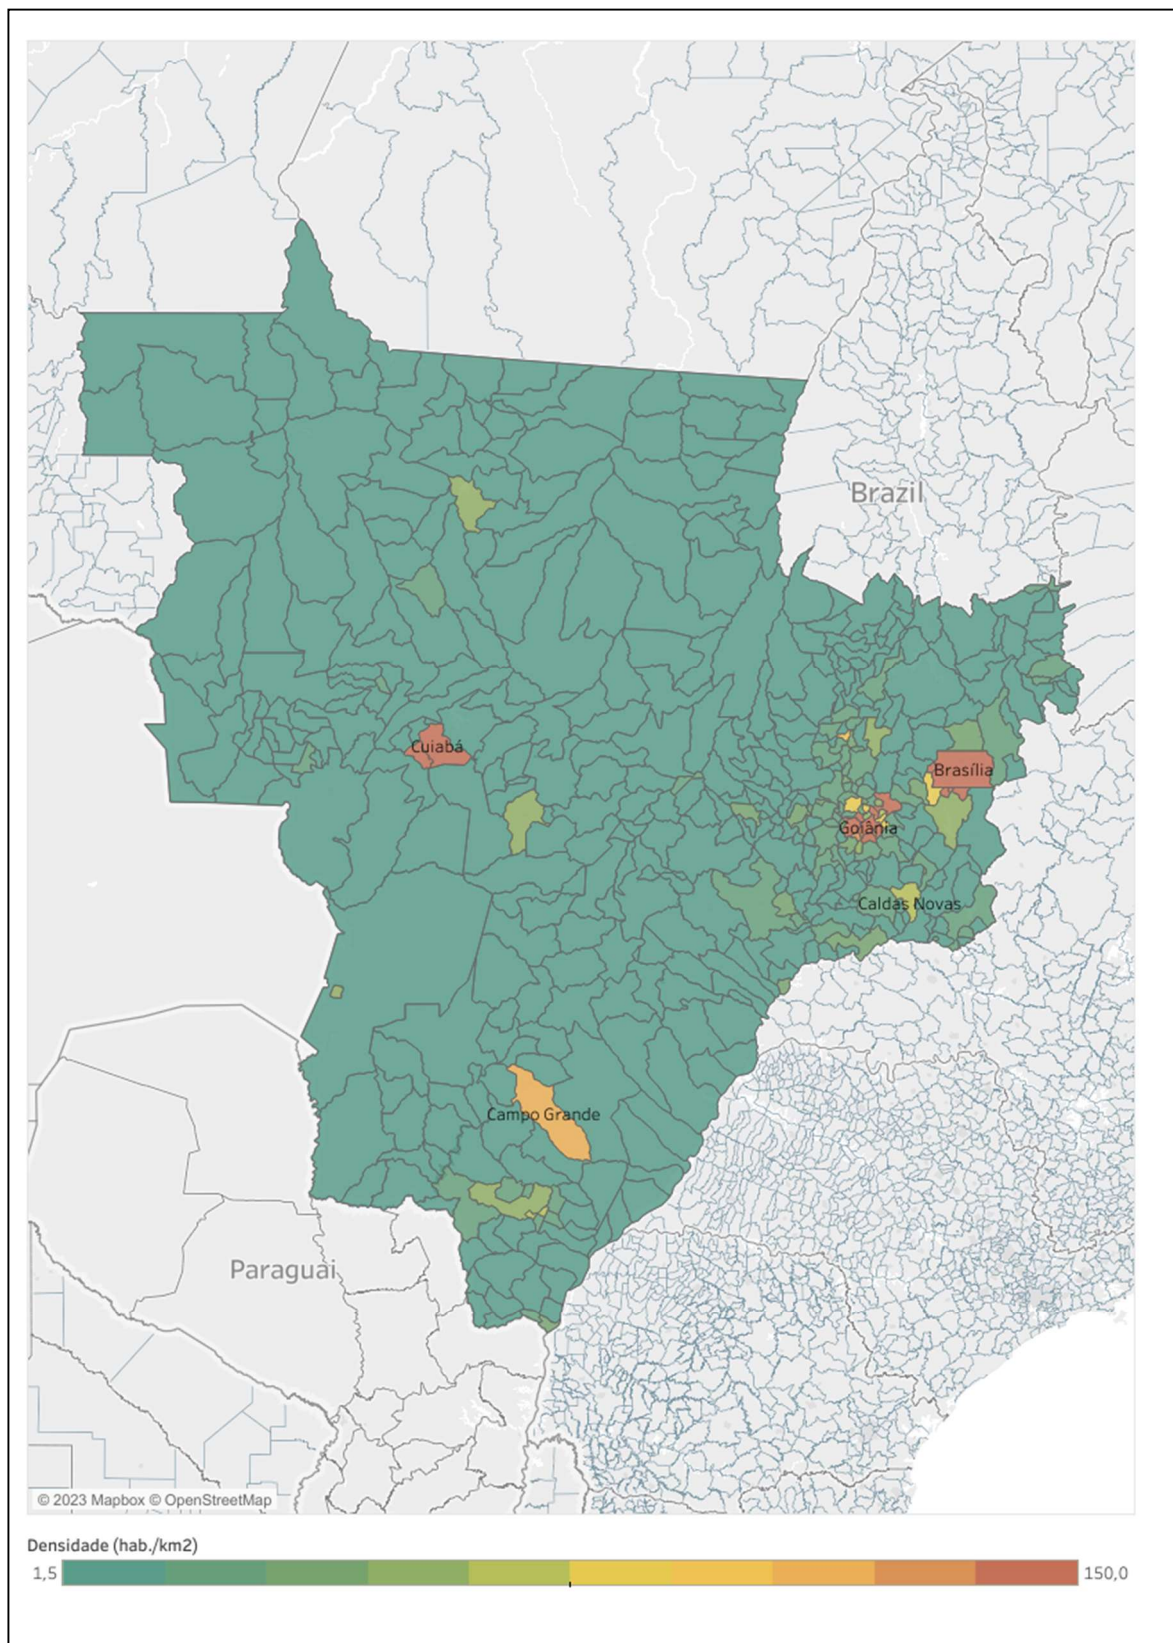 Brazil
Cuiabá
Brasília
Goiânia
Caldas Novas
Campo Grande
Paraguai
© 2023 Mapbox © OpenStreetMap
Densidade (hab./km2)
1,5 150,0